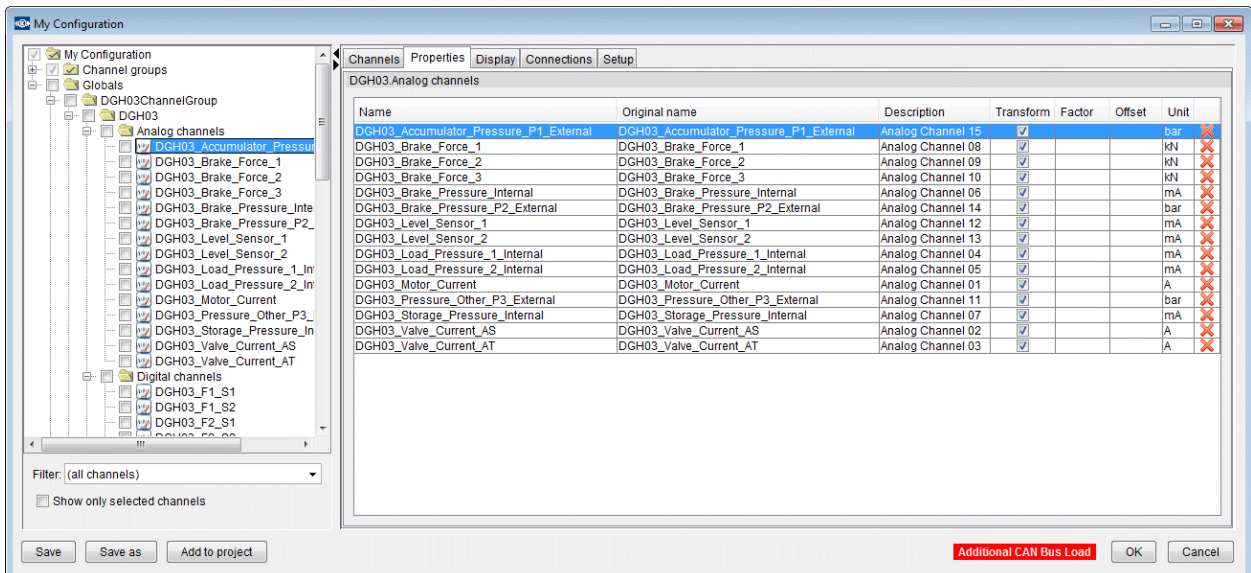 My Configuration
My Configuration
Channel groups
Globals
DGH03ChannelGroup
DGH03
Analog channels
DGH03_Accumulator_Pressur
DGH03_Brake_Force_1
DGH03_Brake_Force_2
DGH03_Brake_Force_3
DGH03_Brake_Pressure_Inte
DGH03_Brake_Pressure_P2_
DGH03_Level_Sensor_1
DGH03_Level_Sensor_2
DGH03_Load_Pressure_1_In
DGH03_Load_Pressure_2_In
DGH03_Motor_Current
DGH03_Pressure_Other_P3_
DGH03_Storage_Pressure_In
DGH03_Valve_Current_AS
DGH03_Valve_Current_AT
Digital channels
DGH03_F1_S1
DGH03_F1_S2
DGH03_F2_S1
Filter: (all channels)
Show only selected channels
Channels Properties Display Connections Setup
DGH03.Analog channels
Name Original name Description Transform Factor Offset Unit
DGH03_Accumulator_Pressure_P1_External DGH03_Accumulator_Pressure_P1_External Analog Channel 15 bar
DGH03_Brake_Force_1 DGH03_Brake_Force_1 Analog Channel 08 kN
DGH03_Brake_Force_2 DGH03_Brake_Force_2 Analog Channel 09 kN
DGH03_Brake_Force_3 DGH03_Brake_Force_3 Analog Channel 10 kN
DGH03_Brake_Pressure_Internal DGH03_Brake_Pressure_Internal Analog Channel 06 mA
DGH03_Brake_Pressure_P2_External DGH03_Brake_Pressure_P2_External Analog Channel 14 bar
DGH03_Level_Sensor_1 DGH03_Level_Sensor_1 Analog Channel 12 mA
DGH03_Level_Sensor_2 DGH03_Level_Sensor_2 Analog Channel 13 mA
DGH03_Load_Pressure_1_Internal DGH03_Load_Pressure_1_Internal Analog Channel 04 mA
DGH03_Load_Pressure_2_Internal DGH03_Load_Pressure_2_Internal Analog Channel 05 mA
DGH03_Motor_Current DGH03_Motor_Current Analog Channel 01 A
DGH03_Pressure_Other_P3_External DGH03_Pressure_Other_P3_External Analog Channel 11 bar
DGH03_Storage_Pressure_Internal DGH03_Storage_Pressure_Internal Analog Channel 07 mA
DGH03_Valve_Current_AS DGH03_Valve_Current_AS Analog Channel 02 A
DGH03_Valve_Current_AT DGH03_Valve_Current_AT Analog Channel 03 A
Save Save as Add to project Additional CAN Bus Load OK Cancel